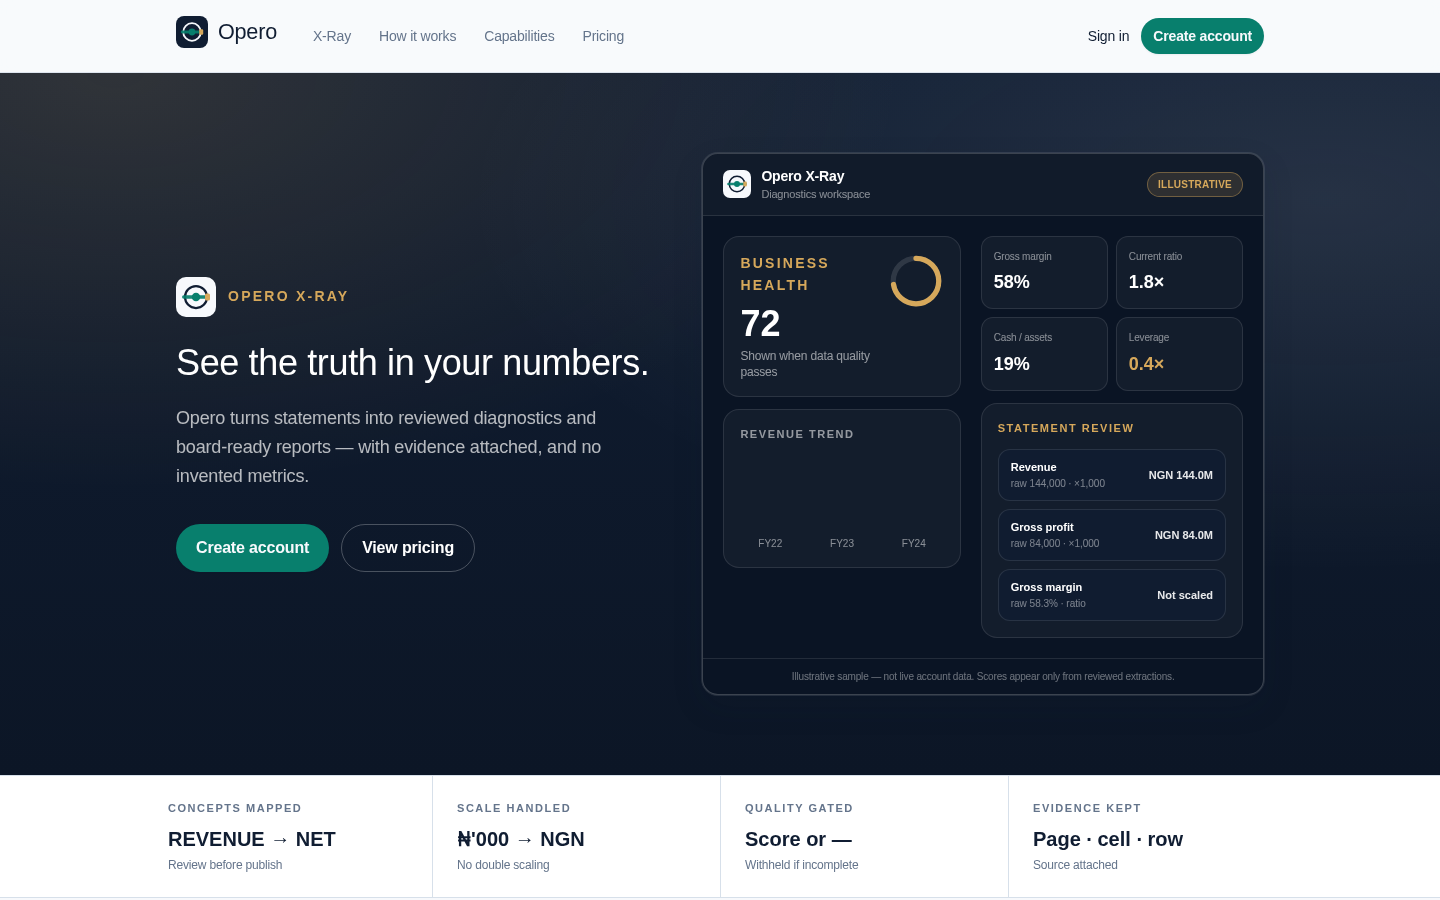 Opero
X-Ray
How it works
Capabilities
Pricing
Sign in
Create account
OPERO X-RAY
See the truth in your numbers.
Opero turns statements into reviewed diagnostics and
board-ready reports — with evidence attached, and no
invented metrics.
Create account
View pricing
Opero X-Ray
Diagnostics workspace
ILLUSTRATIVE
BUSINESS
HEALTH
72
Shown when data quality
passes
Gross margin
58%
Current ratio
1.8×
Cash / assets
19%
Leverage
0.4×
REVENUE TREND
FY22
FY23
FY24
STATEMENT REVIEW
Revenue
raw 144,000 · ×1,000
NGN 144.0M
Gross profit
raw 84,000 · ×1,000
NGN 84.0M
Gross margin
raw 58.3% · ratio
Not scaled
Illustrative sample — not live account data. Scores appear only from reviewed extractions.
CONCEPTS MAPPED
REVENUE → NET
Review before publish
SCALE HANDLED
₦'000 → NGN
No double scaling
QUALITY GATED
Score or —
Withheld if incomplete
EVIDENCE KEPT
Page · cell · row
Source attached